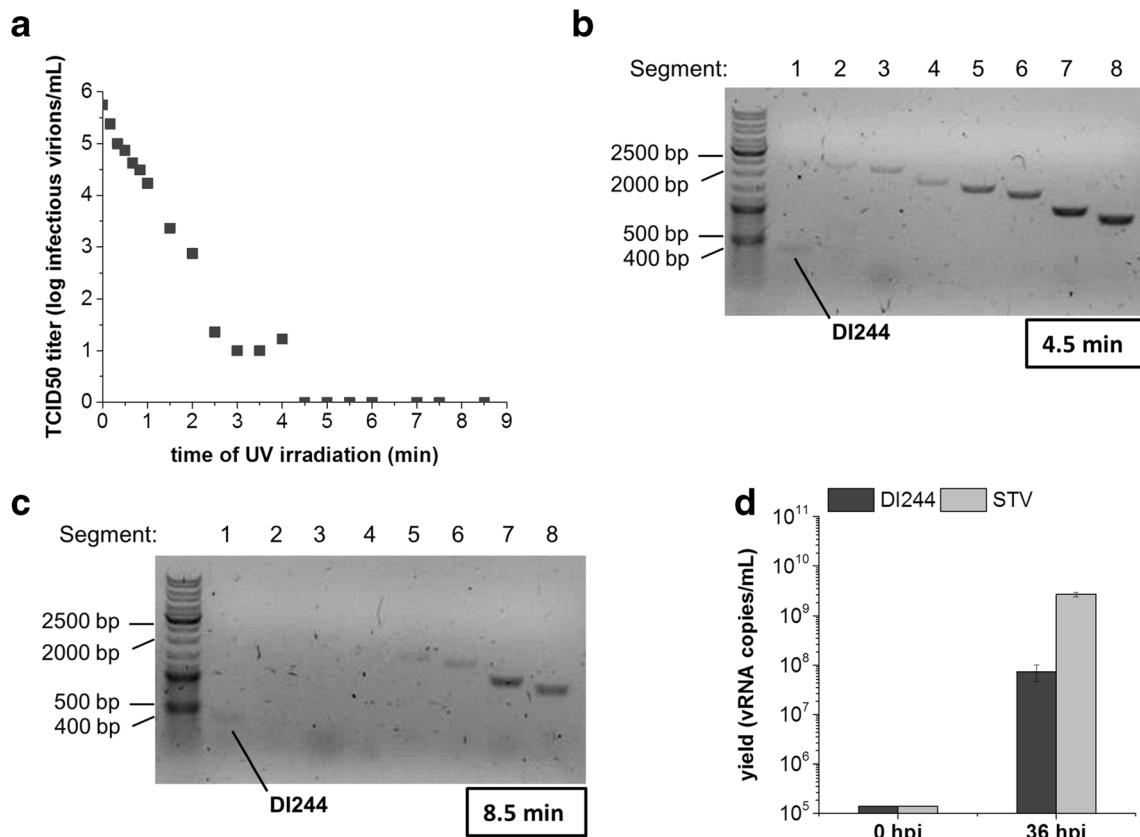 a
TCID50 titer (log infectious virions/mL)
6
5
4
3
2
1
0
0 1 2 3 4 5 6 7 8 9
time of UV irradiation (min)
b
Segment: 1 2 3 4 5 6 7 8
2500 bp
2000 bp
500 bp
400 bp
DI244
4.5 min
c
Segment: 1 2 3 4 5 6 7 8
2500 bp
2000 bp
500 bp
400 bp
DI244
8.5 min
d
DI244 STV
yield (vRNA copies/mL)
10¹¹
10¹⁰
10⁹
10⁸
10⁷
10⁶
10⁵
0 hpi 36 hpi